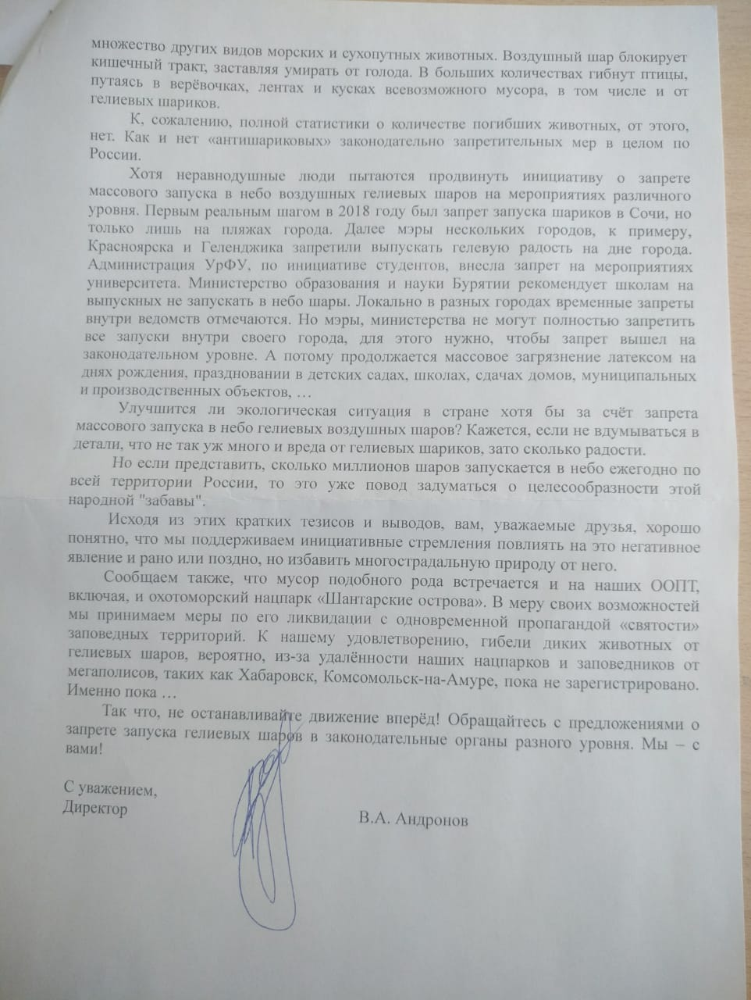 множество других видов морских и сухопутных животных. Воздушный шар блокирует
кишечный тракт, заставляя умирать от голода. В больших количествах гибнут птицы,
путаясь в верёвочках, лентах и кусках всевозможного мусора, в том числе и от
гелиевых шариков.
К, сожалению, полной статистики о количестве погибших животных, от этого,
нет. Как и нет «антишариковых» законодательно запретительных мер в целом по
России.
Хотя неравнодушные люди пытаются продвинуть инициативу о запрете
массового запуска в небо воздушных гелиевых шаров на мероприятиях различного
уровня. Первым реальным шагом в 2018 году был запрет запуска шариков в Сочи, но
только лишь на пляжах города. Далее мэры нескольких городов, к примеру,
Красноярска и Геленджика запретили выпускать гелевую радость на дне города.
Администрация УрФУ, по инициативе студентов, внесла запрет на мероприятиях
университета. Министерство образования и науки Бурятии рекомендует школам на
выпускных не запускать в небо шары. Локально в разных городах временные запреты
внутри ведомств отмечаются. Но мэры, министерства не могут полностью запретить
все запуски внутри своего города, для этого нужно, чтобы запрет вышел на
законодательном уровне. А потому продолжается массовое загрязнение латексом на
днях рождения, праздновании в детских садах, школах, сдачах домов, муниципальных
и производственных объектов, …
Улучшится ли экологическая ситуация в стране хотя бы за счёт запрета
массового запуска в небо гелиевых воздушных шаров? Кажется, если не вдумываться в
детали, что не так уж много и вреда от гелиевых шариков, зато сколько радости.
Но если представить, сколько миллионов шаров запускается в небо ежегодно по
всей территории России, то это уже повод задуматься о целесообразности этой
народной "забавы".
Исходя из этих кратких тезисов и выводов, вам, уважаемые друзья, хорошо
понятно, что мы поддерживаем инициативные стремления повлиять на это негативное
явление и рано или поздно, но избавить многострадальную природу от него.
Сообщаем также, что мусор подобного рода встречается и на наших ООПТ,
включая, и охотоморский нацпарк «Шантарские острова». В меру своих возможностей
мы принимаем меры по его ликвидации с одновременной пропагандой «святости»
заповедных территорий. К нашему удовлетворению, гибели диких животных от
гелиевых шаров, вероятно, из-за удалённости наших нацпарков и заповедников от
мегаполисов, таких как Хабаровск, Комсомольск-на-Амуре, пока не зарегистрировано.
Именно пока …
Так что, не останавливайте движение вперёд! Обращайтесь с предложениями о
запрете запуска гелиевых шаров в законодательные органы разного уровня. Мы – с
вами!
С уважением,
Директор
В.А. Андронов